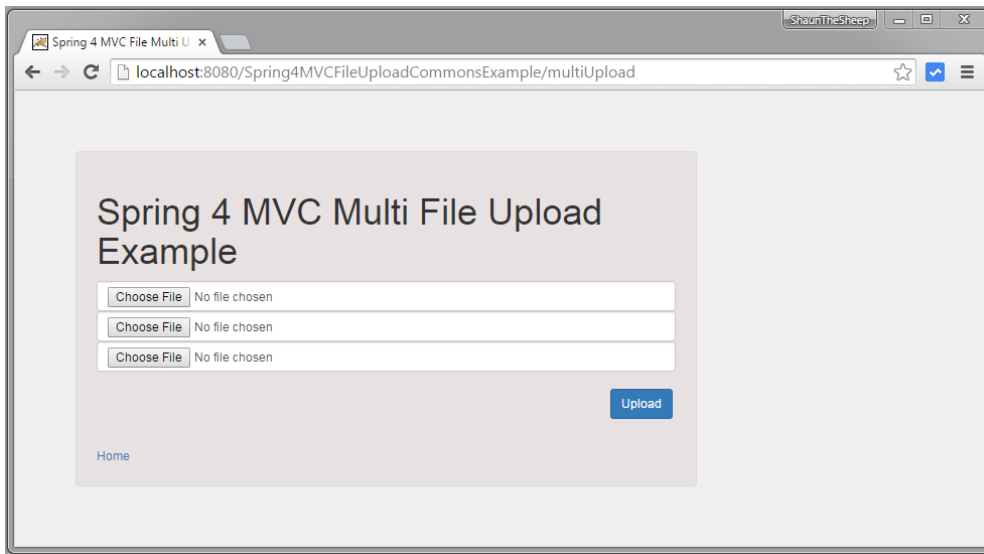 ShaunTheSheep
Spring 4 MVC File Multi U
localhost:8080/Spring4MVCFileUploadCommonsExample/multiUpload
Spring 4 MVC Multi File Upload
Example
Choose File No file chosen
Choose File No file chosen
Choose File No file chosen
Upload
Home